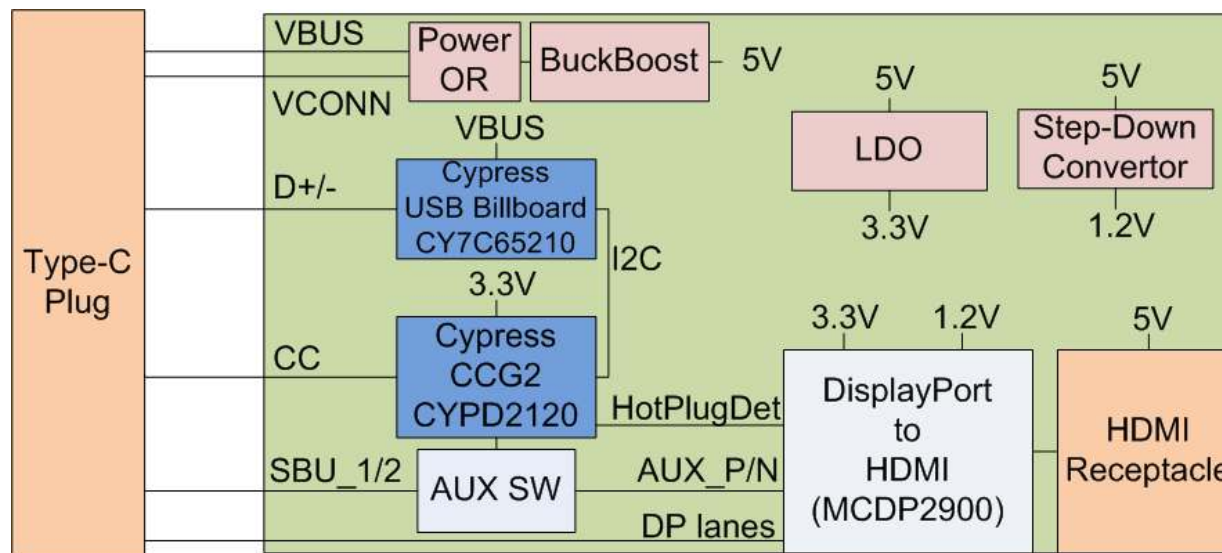 VBUS
Power
OR
BuckBoost
5V
VCONN
VBUS
5V
LDO
3.3V
5V
Step-Down
Convertor
1.2V
D+/-
Cypress
USB Billboard
CY7C65210
I2C
Type-C
Plug
3.3V
CC
Cypress
CCG2
CYPD2120
HotPlugDet
3.3V
1.2V
5V
DisplayPort
to
HDMI
(MCDP2900)
HDMI
Receptacle
SBU_1/2
AUX SW
AUX_P/N
DP lanes